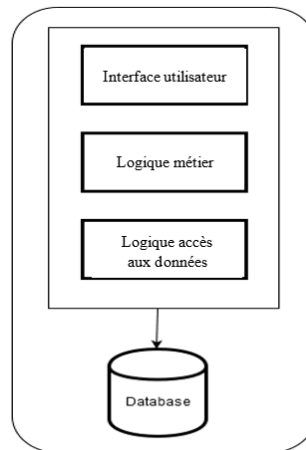 Interface utilisateur
Logique métier
Logique accès
aux données
Database